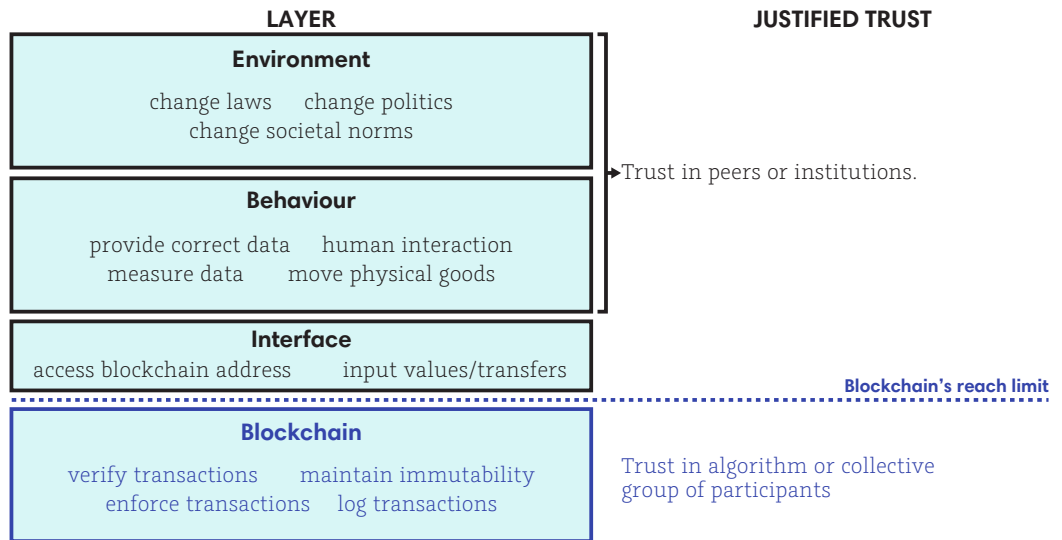 LAYER
JUSTIFIED TRUST
Environment
change laws change politics
change societal norms
Trust in peers or institutions.
Behaviour
provide correct data human interaction
measure data move physical goods
Interface
access blockchain address input values/transfers
Blockchain’s reach limit
Blockchain
verify transactions maintain immutability
enforce transactions log transactions
Trust in algorithm or collective
group of participants